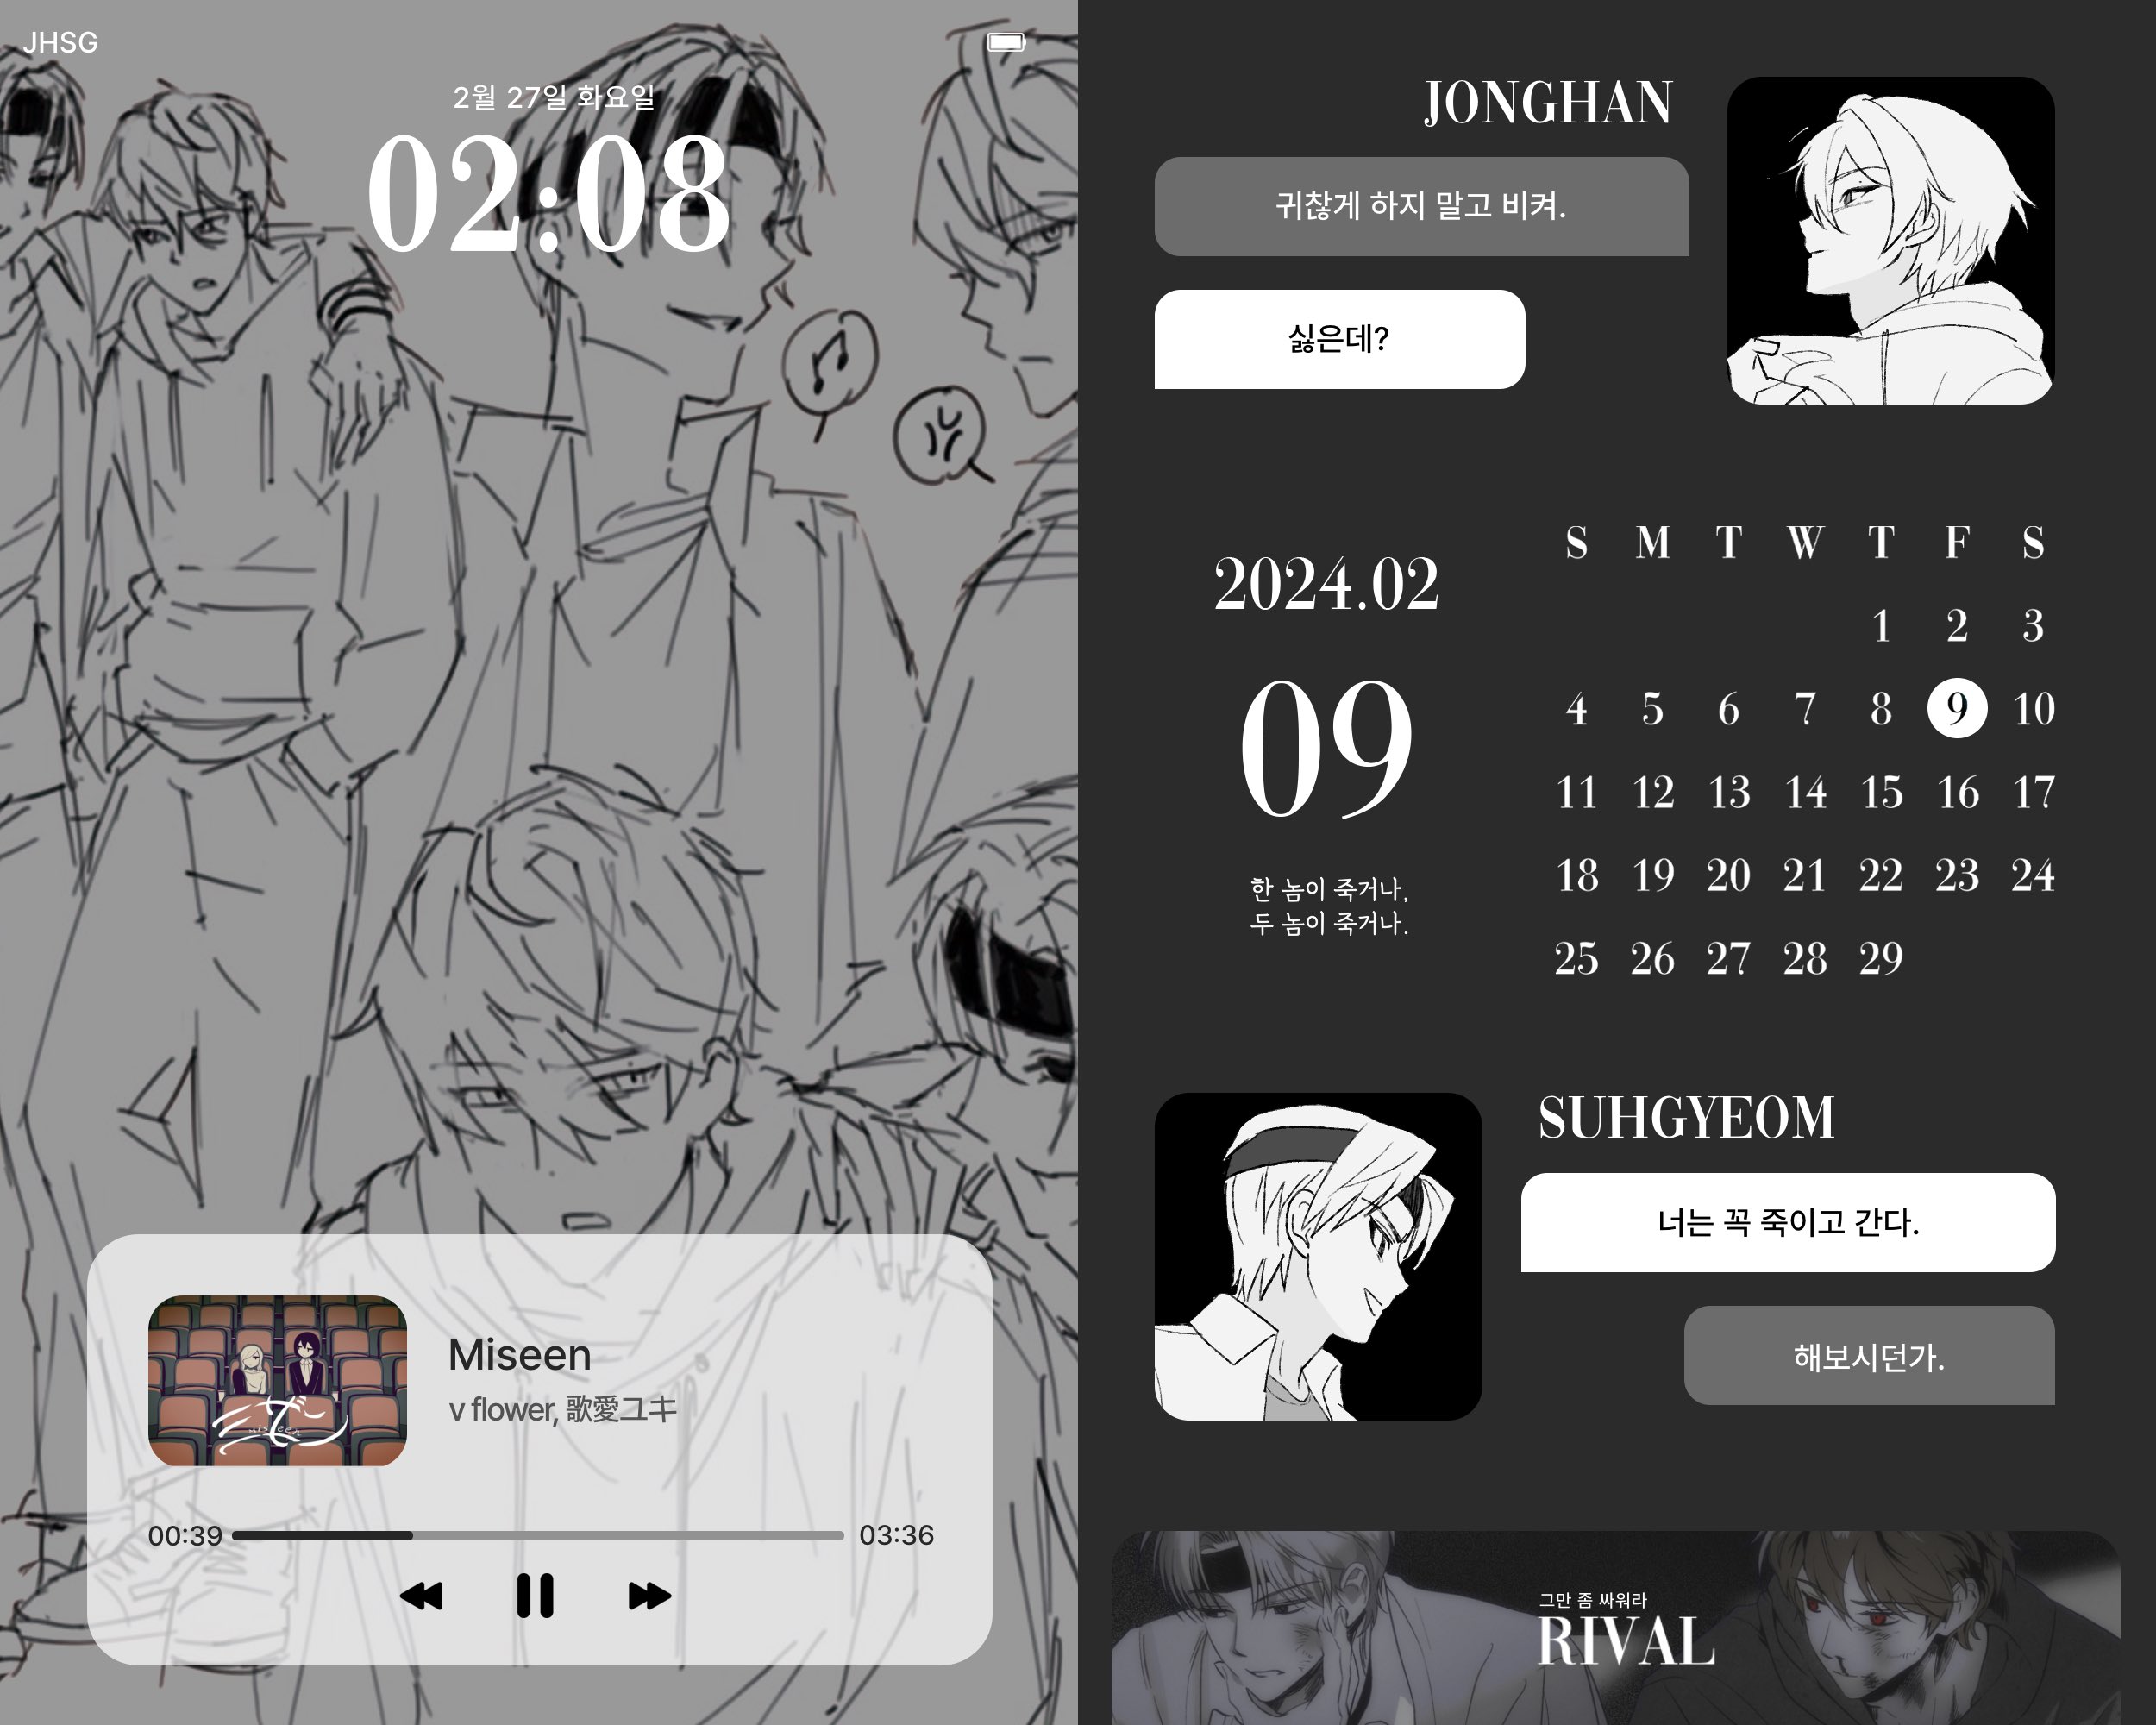 JHSG
2월 27일 화요일
02:08
Miseen
v flower, 歌愛ユキ
00:39
03:36
JONGHAN
귀찮게 하지 말고 비켜.
싫은데?
2024.02
09
한 놈이 죽거나,
두 놈이 죽거나.
S M T W T F S
1 2 3
4 5 6 7 8 9 10
11 12 13 14 15 16 17
18 19 20 21 22 23 24
25 26 27 28 29
SUHGYEOM
너는 꼭 죽이고 간다.
해보시던가.
그만 좀 싸워라
RIVAL